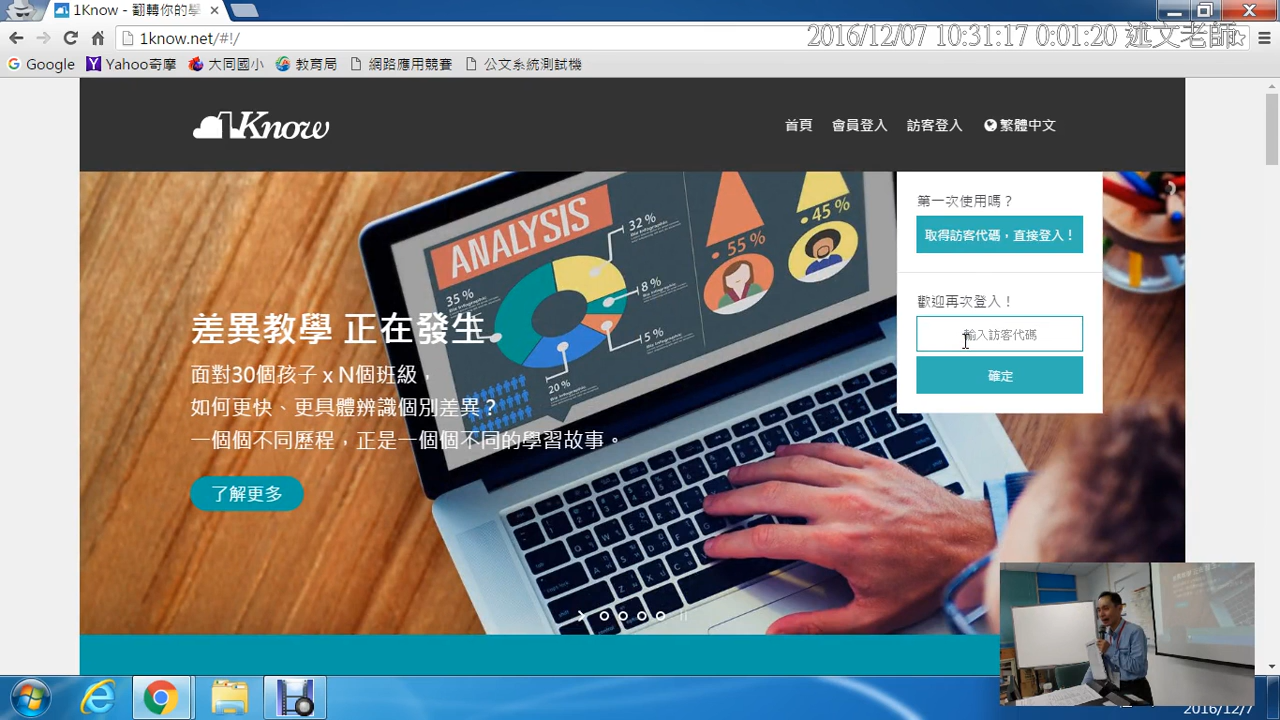 1Know - 翻轉你的學
1know.net/#!/
2016/12/07 10:31:17 0:01:20 述文老師
Google
Yahoo奇摩
大同國小
教育局
網路應用競賽
公文系統測試機
1Know
首頁
會員登入
訪客登入
繁體中文
第一次使用嗎？
取得訪客代碼，直接登入！
歡迎再次登入！
輸入訪客代碼
確定
ANALYSIS
32 %
35 %
8 %
5 %
20 %
55 %
45 %
差異教學 正在發生
面對30個孩子 x N個班級，
如何更快、更具體辨識個別差異？
一個個不同歷程，正是一個個不同的學習故事。
了解更多
2016/12/7